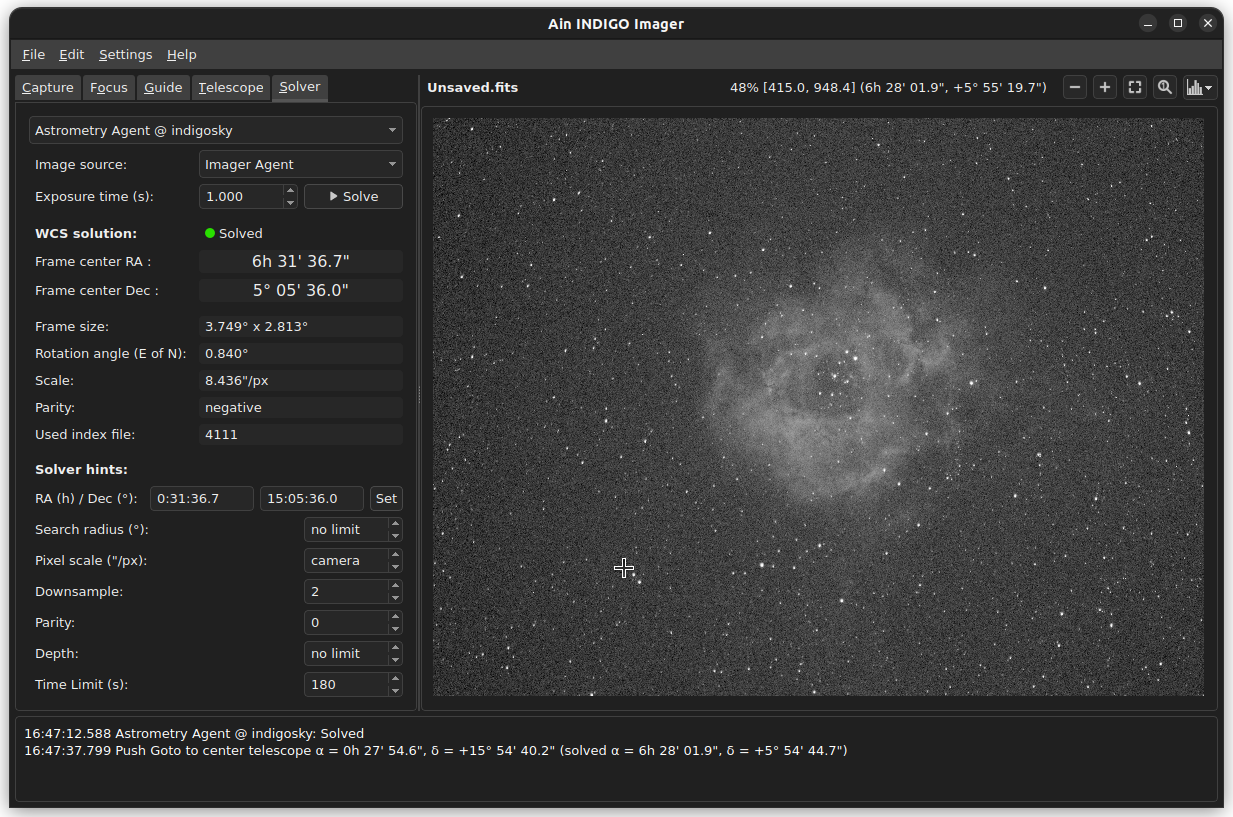 Ain INDIGO Imager
File Edit Settings Help
Capture Focus Guide Telescope Solver
Unsaved.fits 48% [415.0, 948.4] (6h 28' 01.9", +5° 55' 19.7")
Astrometry Agent @ indigosky
Image source: Imager Agent
Exposure time (s): 1.000 Solve
WCS solution: Solved
Frame center RA : 6h 31' 36.7"
Frame center Dec : 5° 05' 36.0"
Frame size: 3.749° x 2.813°
Rotation angle (E of N): 0.840°
Scale: 8.436"/px
Parity: negative
Used index file: 4111
Solver hints:
RA (h) / Dec (°): 0:31:36.7 15:05:36.0 Set
Search radius (°): no limit
Pixel scale ("/px): camera
Downsample: 2
Parity: 0
Depth: no limit
Time Limit (s): 180
16:47:12.588 Astrometry Agent @ indigosky: Solved
16:47:37.799 Push Goto to center telescope α = 0h 27' 54.6", δ = +15° 54' 40.2" (solved α = 6h 28' 01.9", δ = +5° 54' 44.7")